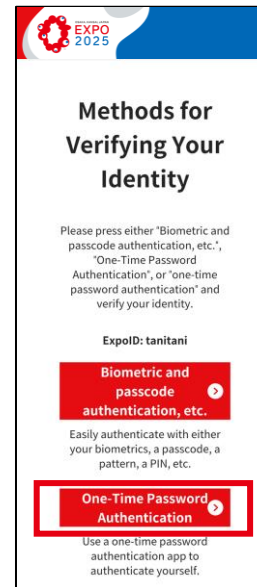 EXPO
2025
Methods for
Verifying Your
Identity
Please press either "Biometric and
passcode authentication, etc.",
"One-Time Password
Authentication", or "one-time
password authentication" and
verify your identity.
ExpoID: tanitani
Biometric and
passcode
authentication, etc.
Easily authenticate with either
your biometrics, a passcode, a
pattern, a PIN, etc.
One-Time Password
Authentication
Use a one-time password
authentication app to
authenticate yourself.